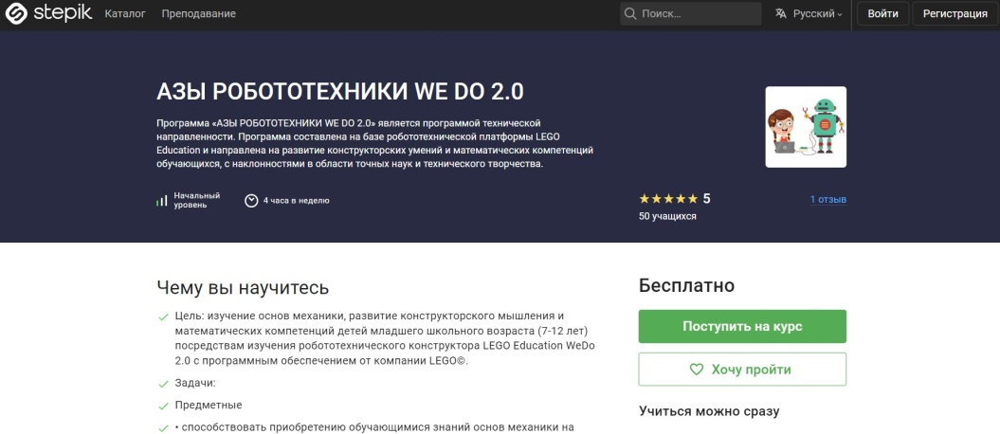 stepik Каталог Преподавание Поиск... Русский Войти Регистрация
АЗЫ РОБОТОТЕХНИКИ WE DO 2.0
Программа «АЗЫ РОБОТОТЕХНИКИ WE DO 2.0» является программой технической
направленности. Программа составлена на базе робототехнической платформы LEGO
Education и направлена на развитие конструкторских умений и математических компетенций
обучающихся, с наклонностями в области точных наук и технического творчества.
Начальный
уровень
4 часа в неделю
5
1 отзыв
50 учащихся
Чему вы научитесь
Цель: изучение основ механики, развитие конструкторского мышления и
математических компетенций детей младшего школьного возраста (7-12 лет)
посредствам изучения робототехнического конструктора LEGO Education WeDo
2.0 с программным обеспечением от компании LEGO©.
Задачи:
Предметные
• способствовать приобретению обучающимися знаний основ механики на
Бесплатно
Поступить на курс
Хочу пройти
Учиться можно сразу